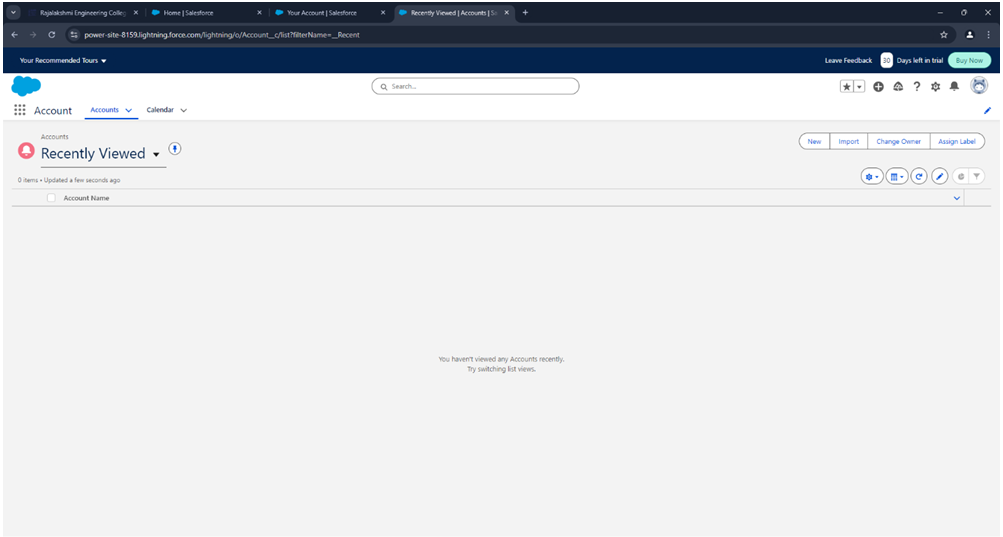 Rajalakshmi Engineering Colleg
Home | Salesforce
Your Account | Salesforce
Recently Viewed | Accounts | Sa
power-site-8159.lightning.force.com/lightning/o/Account__c/list?filterName=__Recent
Your Recommended Tours
Leave Feedback 30 Days left in trial Buy Now
Search...
Account Accounts Calendar
Accounts
Recently Viewed
New Import Change Owner Assign Label
0 items • Updated a few seconds ago
Account Name
You haven't viewed any Accounts recently.
Try switching list views.